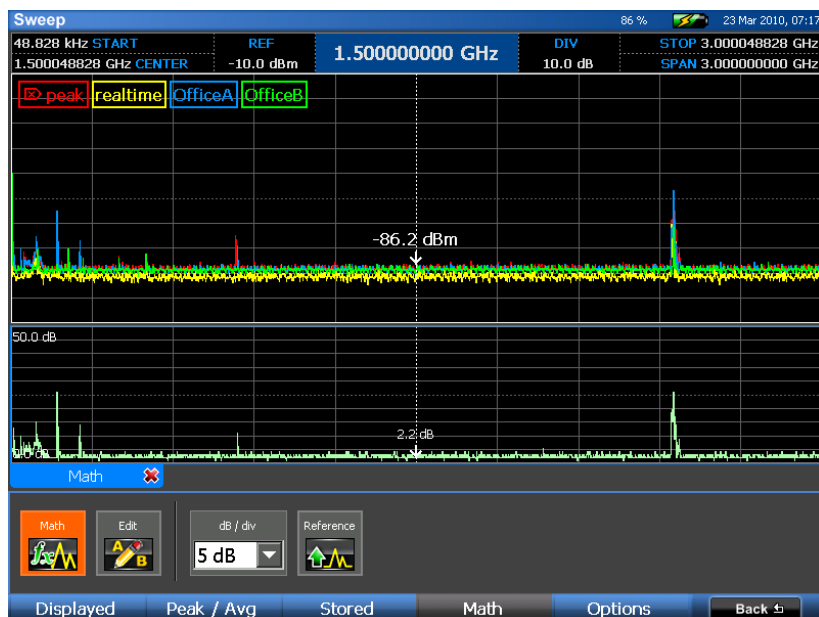 Sweep 86 % 23 Mar 2010, 07:17
48.828 kHz START REF 1.500000000 GHz DIV STOP 3.000048828 GHz
1.500048828 GHz CENTER -10.0 dBm 10.0 dB SPAN 3.000000000 GHz
peak realtime OfficeA OfficeB
-86.2 dBm
50.0 dB
2.2 dB
Math
Math Edit dB / div Reference
fx A B 5 dB
Displayed Peak / Avg Stored Math Options Back